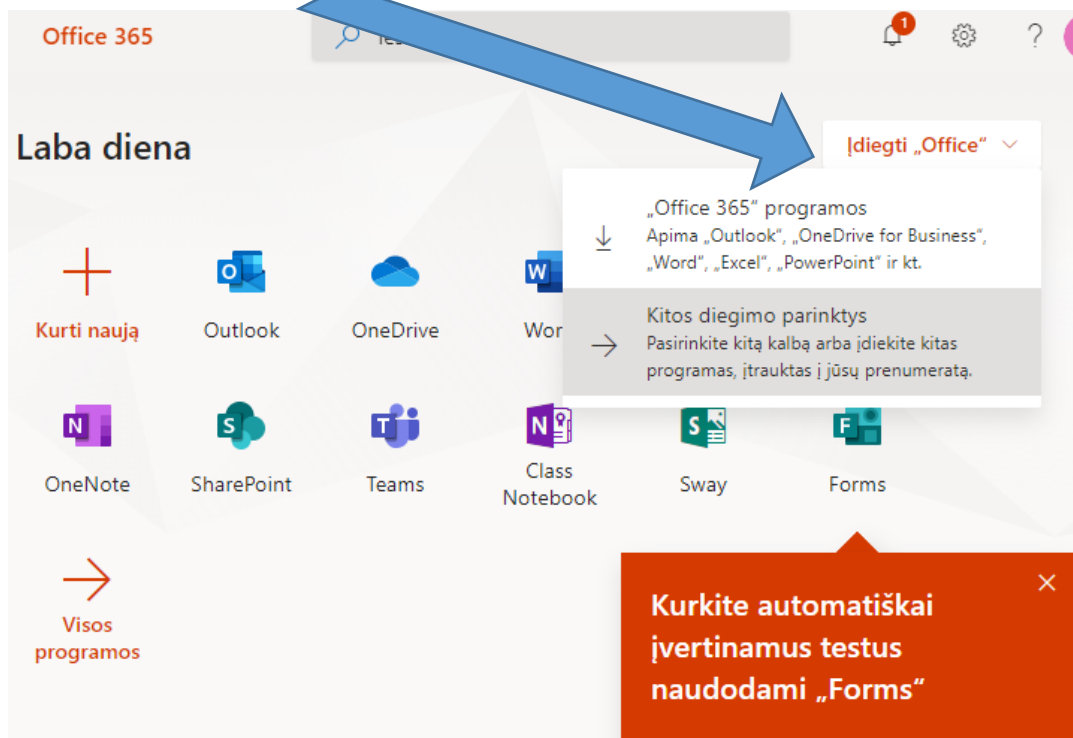 Office 365
1
?
Laba diena
Įdiegti „Office“
„Office 365“ programos
Apima „Outlook“, „OneDrive for Business“,
„Word“, „Excel“, „PowerPoint“ ir kt.
Kitos diegimo parinktys
Pasirinkite kitą kalbą arba įdiekite kitas
programas, įtrauktas į jūsų prenumeratą.
Kurti naują
Outlook
OneDrive
OneNote
SharePoint
Teams
Class
Notebook
Sway
Forms
Visos
programos
Kurkite automatiškai
įvertinamus testus
naudodami „Forms“